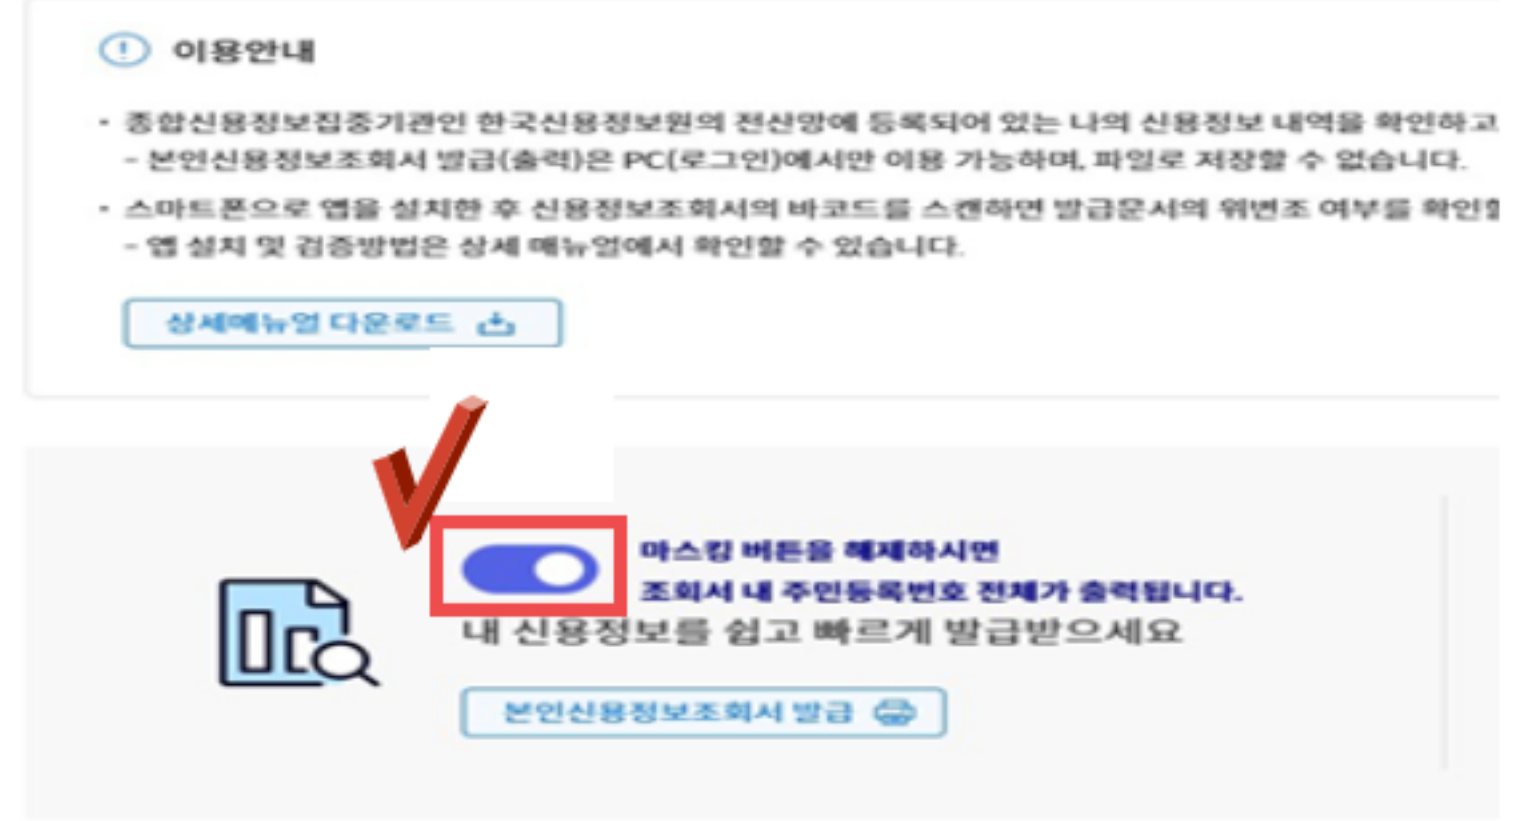 이용안내
· 종합신용정보집중기관인 한국신용정보원의 전산망에 등록되어 있는 나의 신용정보 내역을 확인하고
- 본인신용정보조회서 발급(출력)은 PC(로그인)에서만 이용 가능하며, 파일로 저장할 수 없습니다.
· 스마트폰으로 앱을 설치한 후 신용정보조회서의 바코드를 스캔하면 발급문서의 위변조 여부를 확인할
- 앱 설치 및 검증방법은 상세 매뉴얼에서 확인할 수 있습니다.
상세메뉴얼 다운로드
마스킹 버튼을 해제하시면
조회서 내 주민등록번호 전체가 출력됩니다.
내 신용정보를 쉽고 빠르게 발급받으세요
본인신용정보조회서 발급